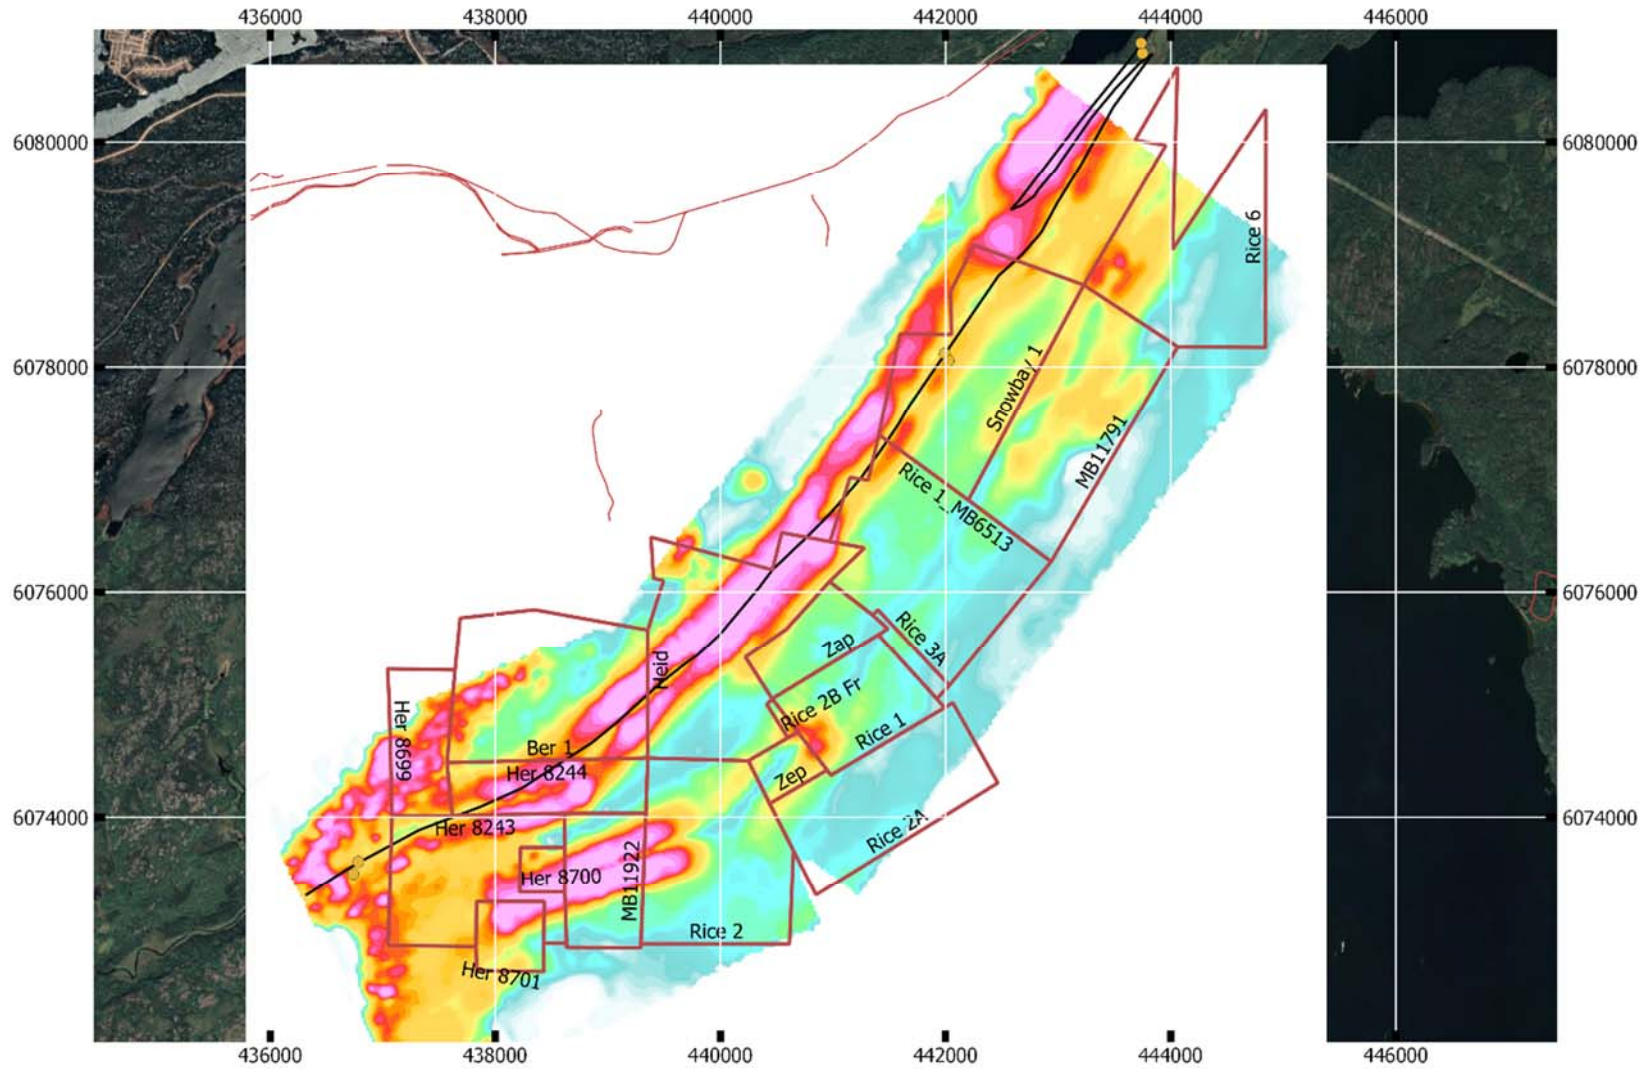 436000 438000 440000 442000 444000 446000
6080000 6080000
Rice 6
6078000 6078000
Snowbay 1
MB11791
Rice 1_MB6513
6076000 6076000
Rice 3A
Zap
Heid
Rice 2B Fr
Her 8699
Rice 1
Ber 1
Her 8244
Zep
6074000 6074000
Her 8243
Rice 2A
Her 8700
MB11922
Rice 2
Her 8701
436000 438000 440000 442000 444000 446000